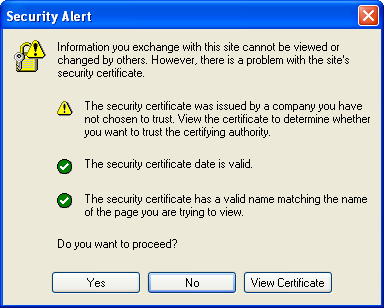 Security Alert
Information you exchange with this site cannot be viewed or
changed by others. However, there is a problem with the site's
security certificate.
The security certificate was issued by a company you have
not chosen to trust. View the certificate to determine whether
you want to trust the certifying authority.
The security certificate date is valid.
The security certificate has a valid name matching the name
of the page you are trying to view.
Do you want to proceed?
Yes
No
View Certificate